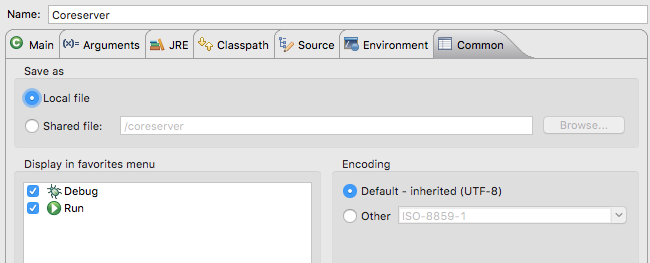 Name: Coreserver
Main (x)= Arguments JRE Classpath Source Environment Common
Save as
Local file
Shared file: /coreserver Browse...
Display in favorites menu Encoding
Debug Default - inherited (UTF-8)
Run Other ISO-8859-1